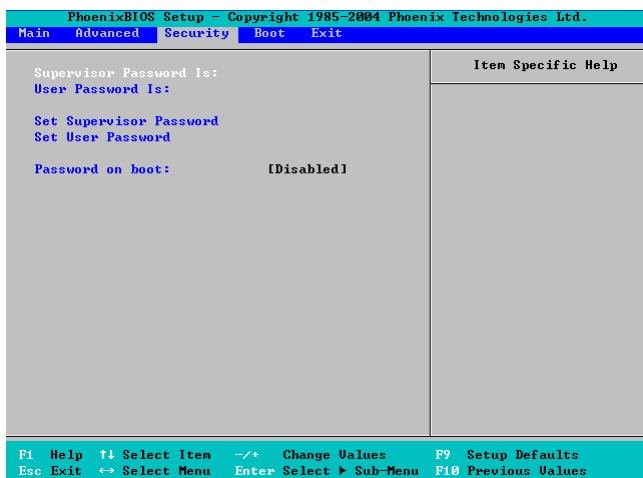 PhoenixBIOS Setup - Copyright 1985-2004 Phoenix Technologies Ltd.
Main Advanced Security Boot Exit
Item Specific Help
Supervisor Password Is:
User Password Is:
Set Supervisor Password
Set User Password
Password on boot: [Disabled]
F1 Help ↑↓ Select Item -/+ Change Values F9 Setup Defaults
Esc Exit ↔ Select Menu Enter Select ▶ Sub-Menu F10 Previous Values